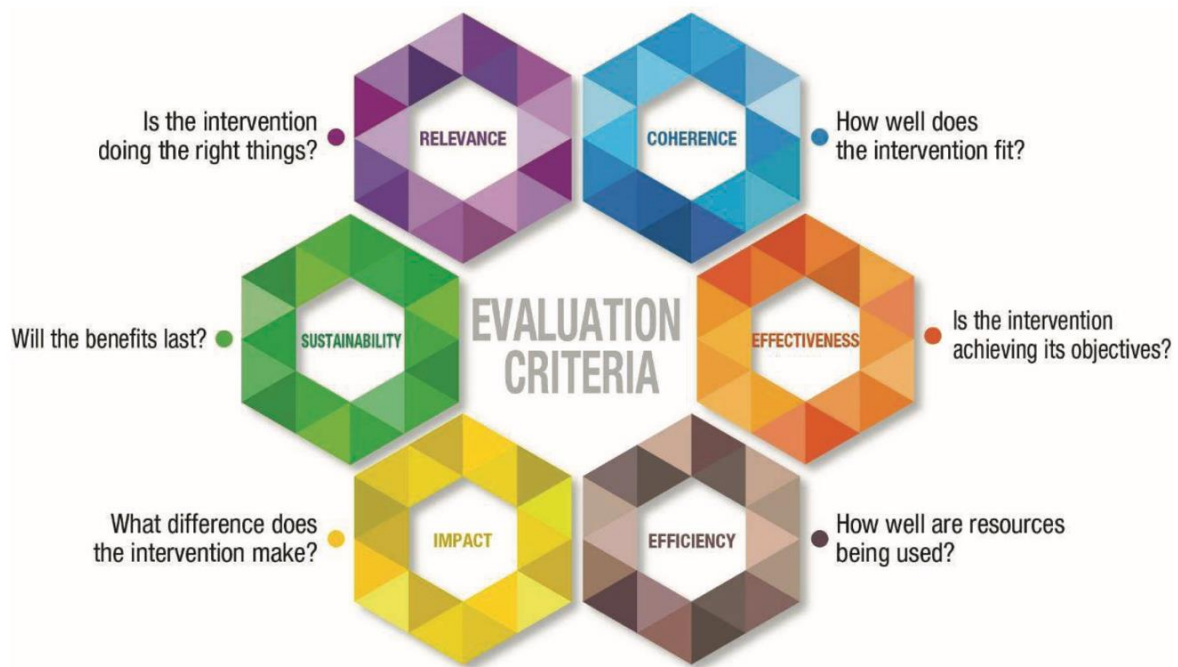 Is the intervention
doing the right things?
RELEVANCE
COHERENCE
How well does
the intervention fit?
Will the benefits last?
SUSTAINABILITY
EVALUATION
CRITERIA
EFFECTIVENESS
Is the intervention
achieving its objectives?
What difference does
the intervention make?
IMPACT
EFFICIENCY
How well are resources
being used?